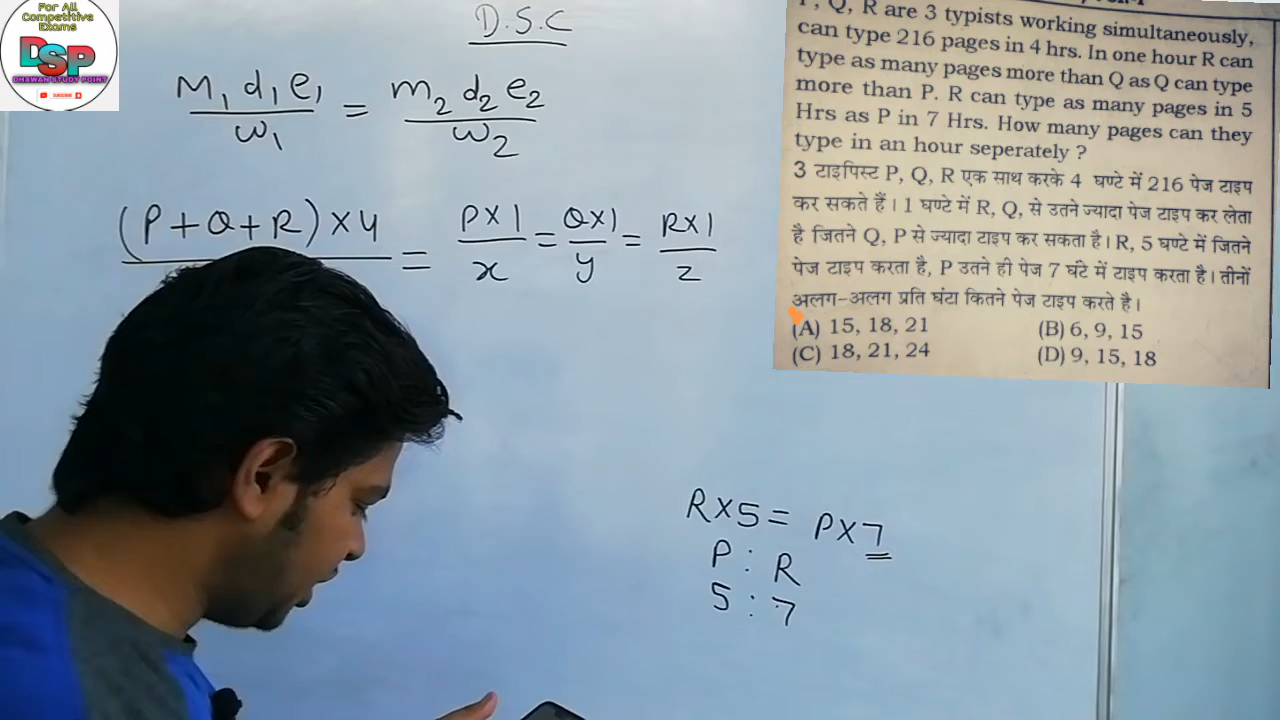 For All
Competitive
Exams
DSP
DHAWAN STUDY POINT
SUBSCRIBE
D.S.C
M₁ d₁ e₁ = m₂ d₂ e₂
w₁ w₂
(P+Q+R)×4 = P×1 = Q×1 = R×1
x y z
R×5 = P×7
P : R
5 : 7
P, Q, R are 3 typists working simultaneously,
can type 216 pages in 4 hrs. In one hour R can
type as many pages more than Q as Q can type
more than P. R can type as many pages in 5
Hrs as P in 7 Hrs. How many pages can they
type in an hour seperately ?
3 टाइपिस्ट P, Q, R एक साथ करके 4 घण्टे में 216 पेज टाइप
कर सकते हैं। 1 घण्टे में R, Q, से उतने ज्यादा पेज टाइप कर लेता
है जितने Q, P से ज्यादा टाइप कर सकता है। R, 5 घण्टे में जितने
पेज टाइप करता है, P उतने ही पेज 7 घंटे में टाइप करता है। तीनों
अलग-अलग प्रति घंटा कितने पेज टाइप करते है।
(A) 15, 18, 21 (B) 6, 9, 15
(C) 18, 21, 24 (D) 9, 15, 18